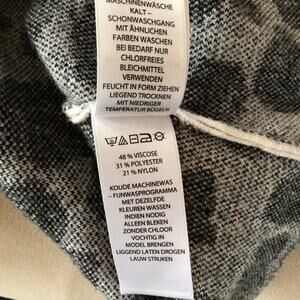 MASCHINENWÄSCHE
KALT –
SCHONWASCHGANG
MIT ÄHNLICHEN
FARBEN WASCHEN
BEI BEDARF NUR
CHLORFREIES
BLEICHMITTEL
VERWENDEN
FEUCHT IN FORM ZIEHEN
LIEGEND TROCKNEN
MIT NIEDRIGER
TEMPERATUR BÜGELN
48 % VISCOSE
31 % POLYESTER
21 % NYLON
KOUDE MACHINEWAS
– FUNWASPROGRAMMA
MET DEZELFDE
KLEUREN WASSEN
INDIEN NODIG
ALLEEN BLEKEN
ZONDER CHLOOR
VOCHTIG IN
MODEL BRENGEN
LIGGEND DROGEN
LAUW STRIJKEN